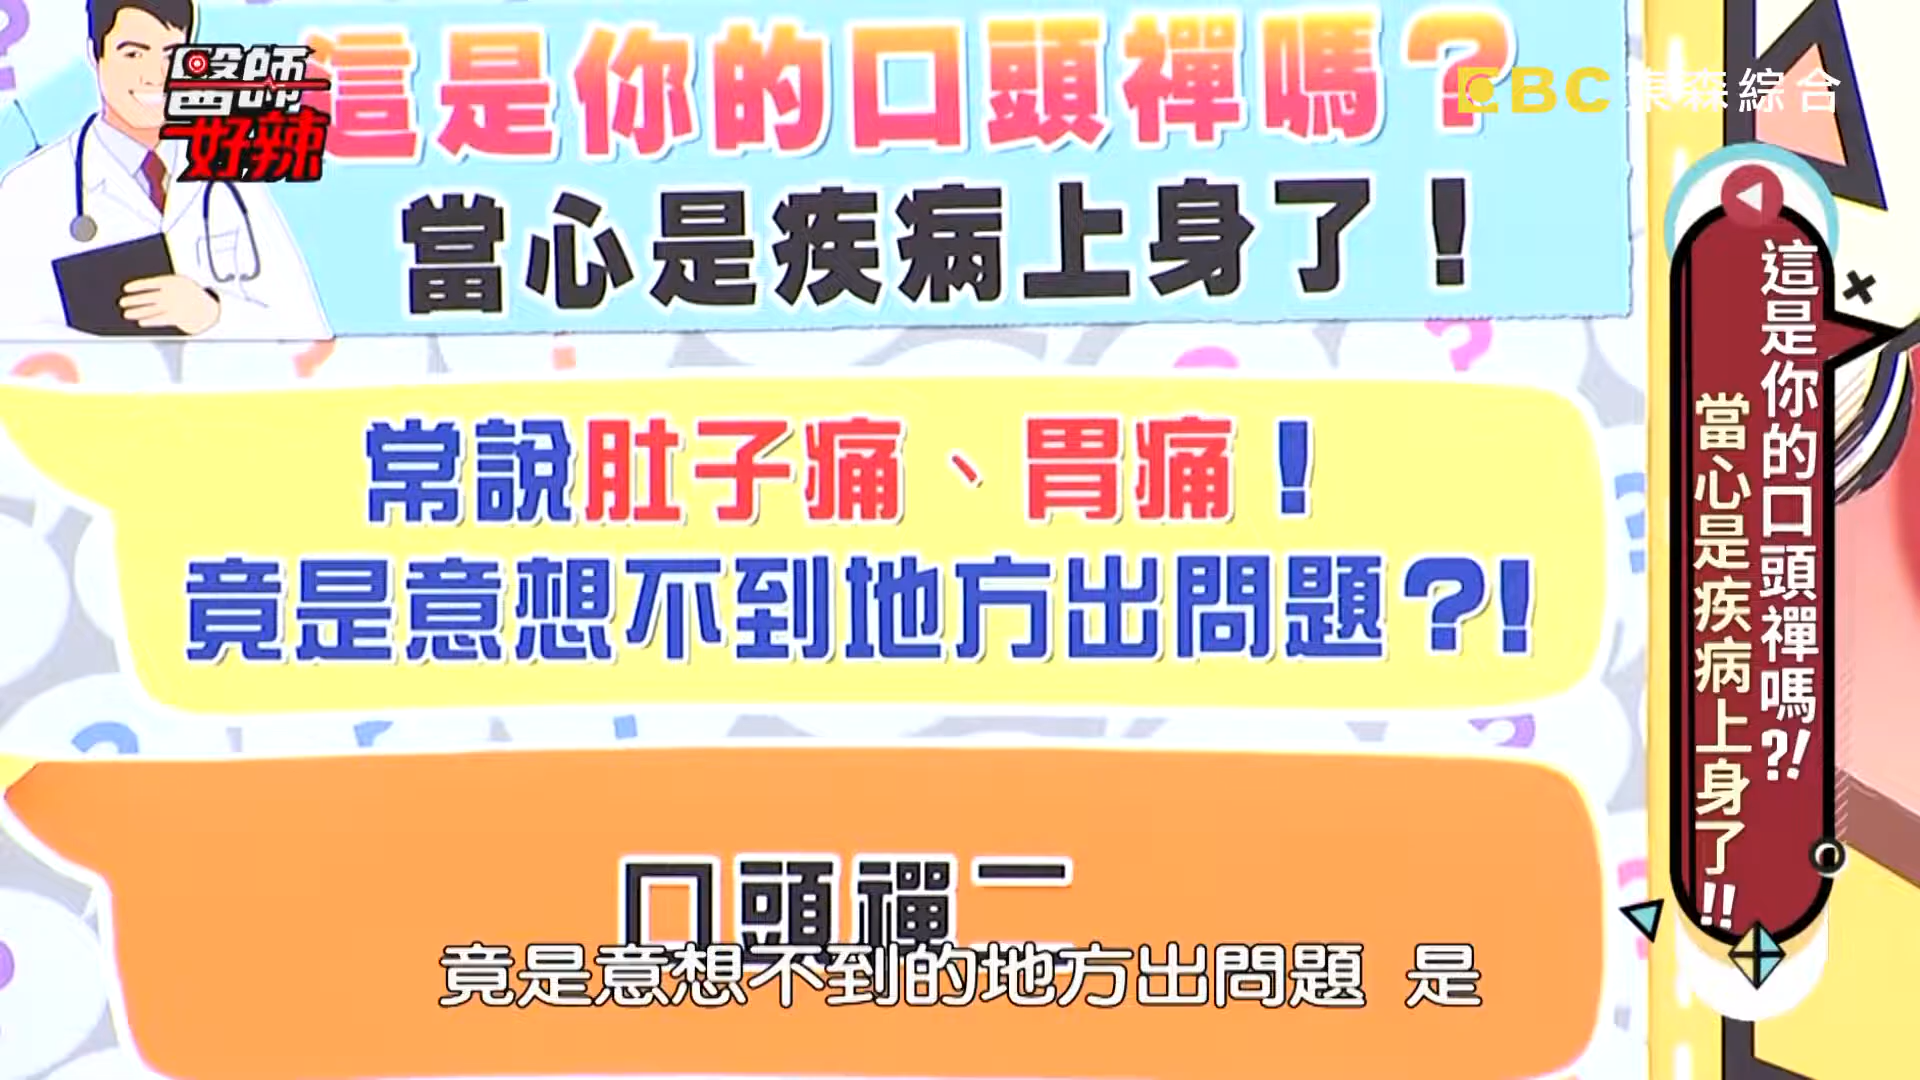 醫師
好辣
這是你的口頭禪嗎？
EBC 東森綜合
當心是疾病上身了！
常說肚子痛、胃痛！
竟是意想不到地方出問題？!
口頭禪二
竟是意想不到的地方出問題 是
這是你的口頭禪嗎?!
當心是疾病上身了!!